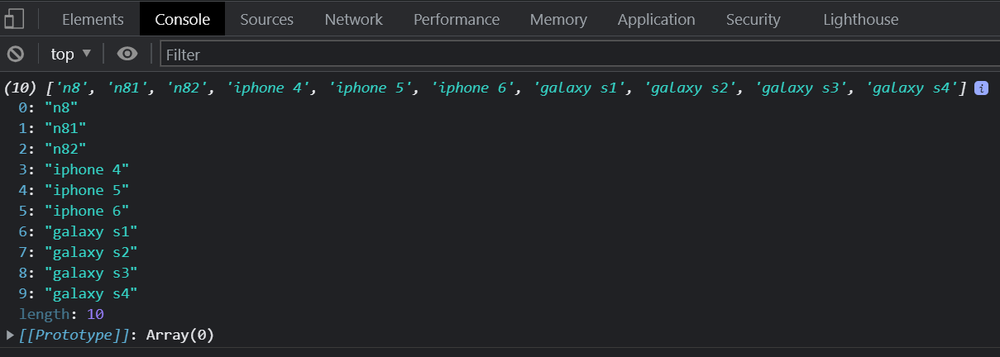 Elements Console Sources Network Performance Memory Application Security Lighthouse
top Filter
(10) ['n8', 'n81', 'n82', 'iphone 4', 'iphone 5', 'iphone 6', 'galaxy s1', 'galaxy s2', 'galaxy s3', 'galaxy s4'] i
0: "n8"
1: "n81"
2: "n82"
3: "iphone 4"
4: "iphone 5"
5: "iphone 6"
6: "galaxy s1"
7: "galaxy s2"
8: "galaxy s3"
9: "galaxy s4"
length: 10
[[Prototype]]: Array(0)